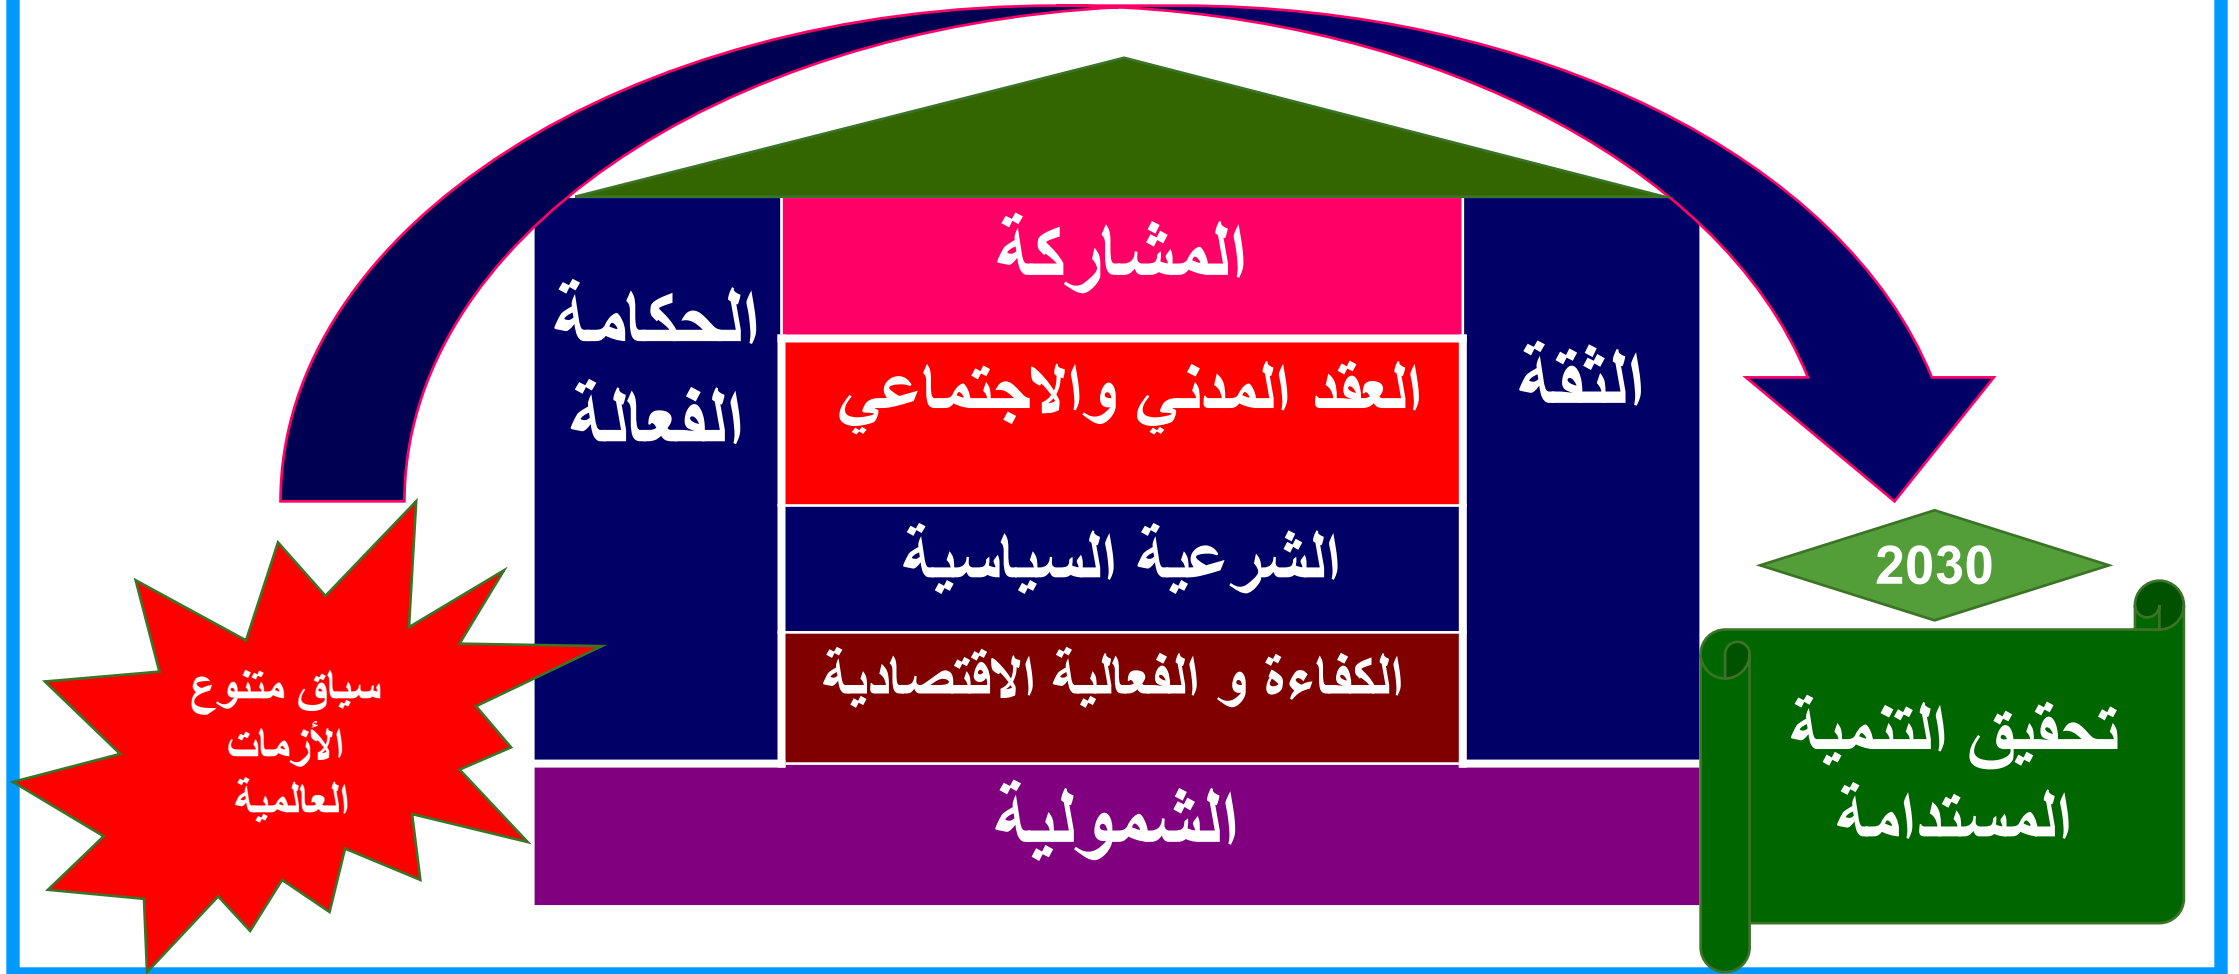 المشاركة
الثقة
الحكامة
الفعالة
العقد المدني والاجتماعي
الشرعية السياسية
الكفاءة و الفعالية الاقتصادية
الشمولية
2030
تحقيق التنمية
المستدامة
سياق متنوع
الأزمات
العالمية